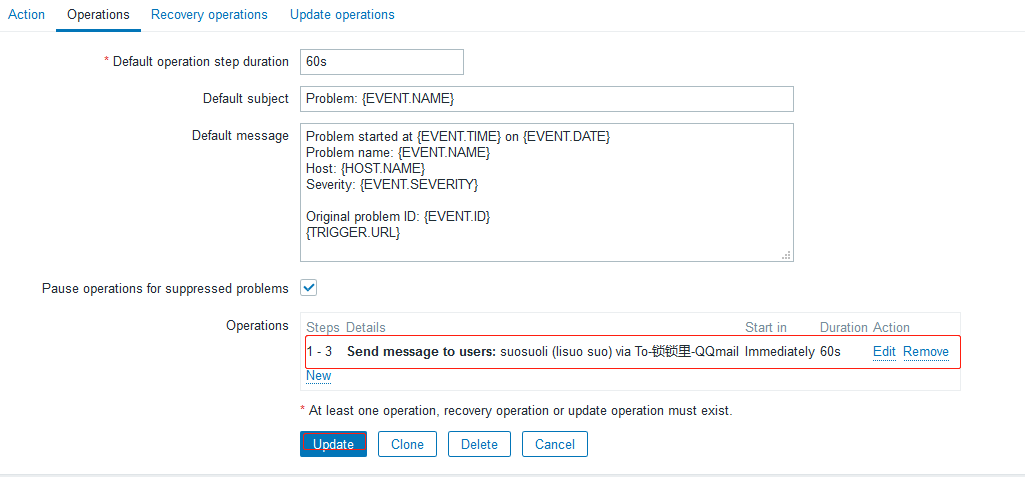 Action Operations Recovery operations Update operations
* Default operation step duration 60s
Default subject Problem: {EVENT.NAME}
Default message Problem started at {EVENT.TIME} on {EVENT.DATE}
Problem name: {EVENT.NAME}
Host: {HOST.NAME}
Severity: {EVENT.SEVERITY}
Original problem ID: {EVENT.ID}
{TRIGGER.URL}
Pause operations for suppressed problems
Operations Steps Details Start in Duration Action
1 - 3 Send message to users: suosuoli (lisuo suo) via To-锁锁里-QQmail Immediately 60s Edit Remove
New
* At least one operation, recovery operation or update operation must exist.
Update Clone Delete Cancel